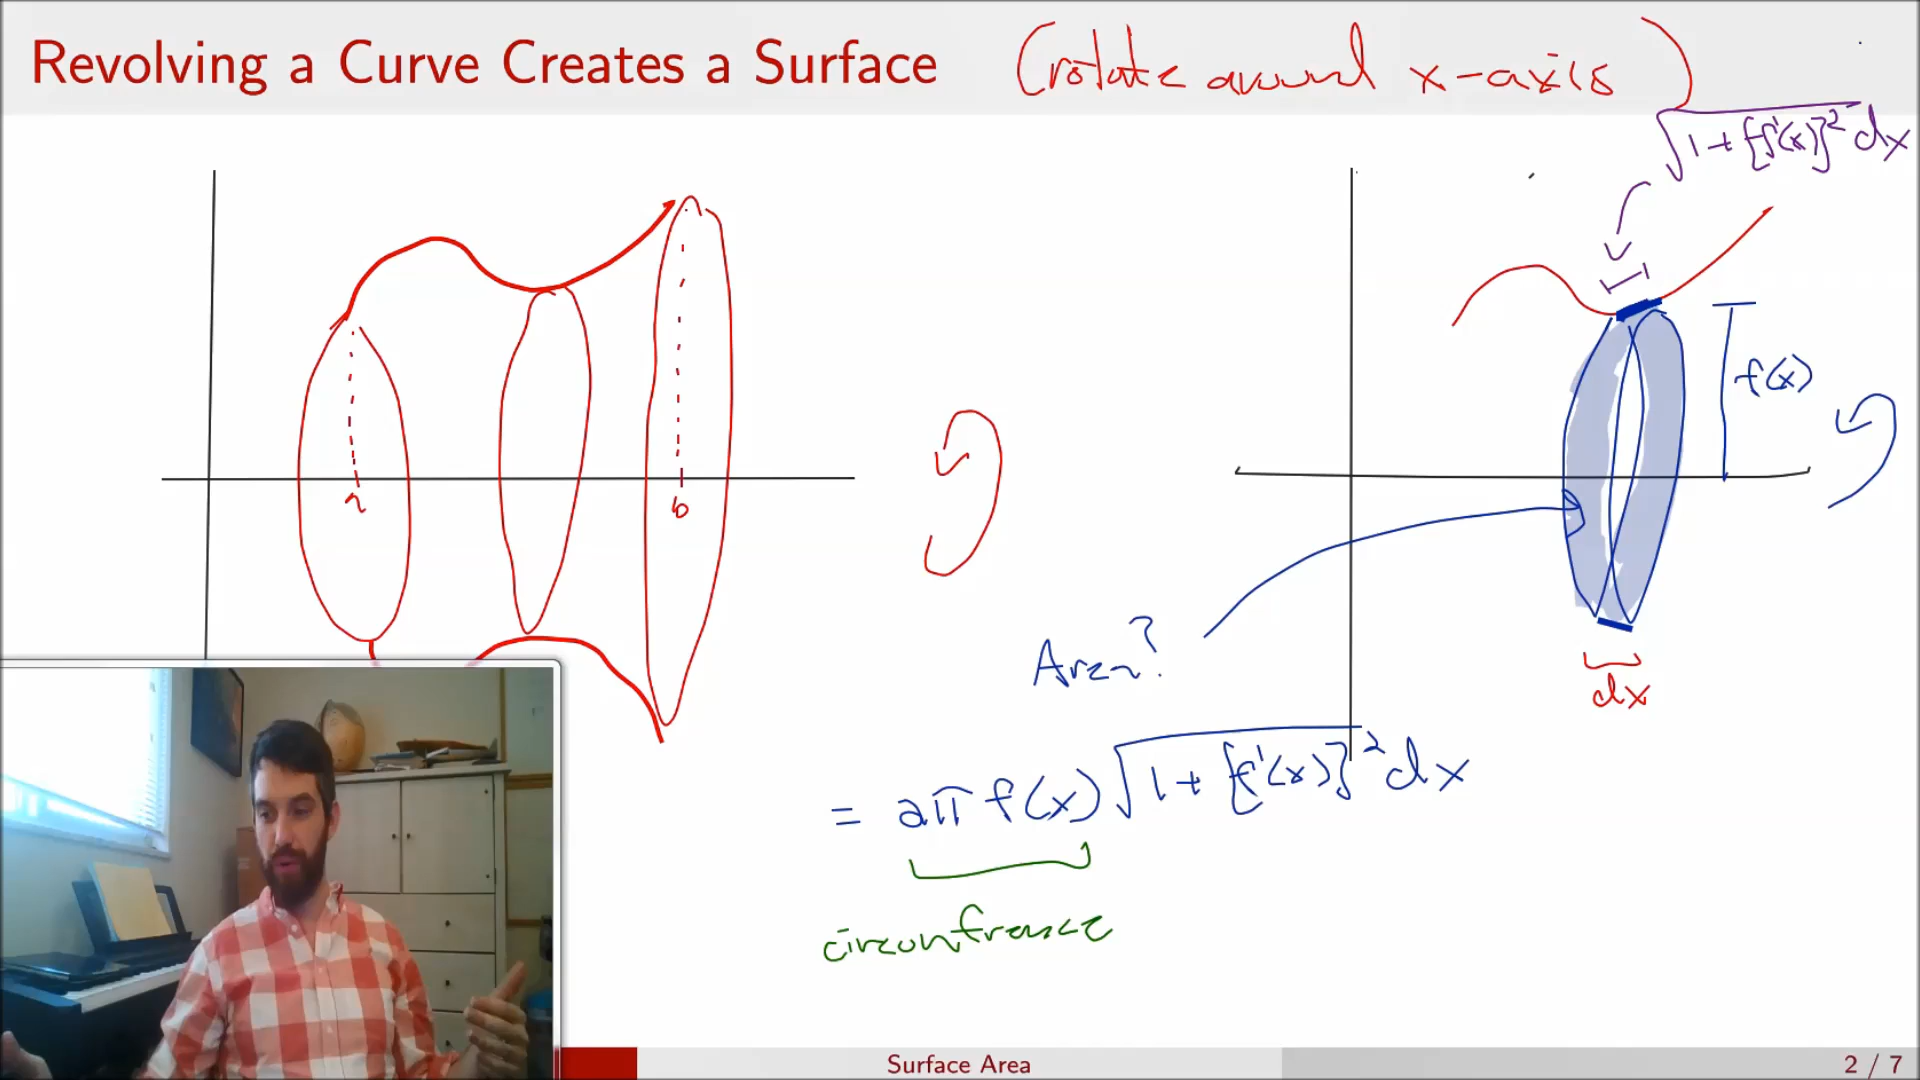 Revolving a Curve Creates a Surface (rotate around x-axis)
√1+[f'(x)]² dx
f(x)
a b
Area?
dx
= 2π f(x) √1+[f'(x)]² dx
circumfrence
Surface Area
2 / 7